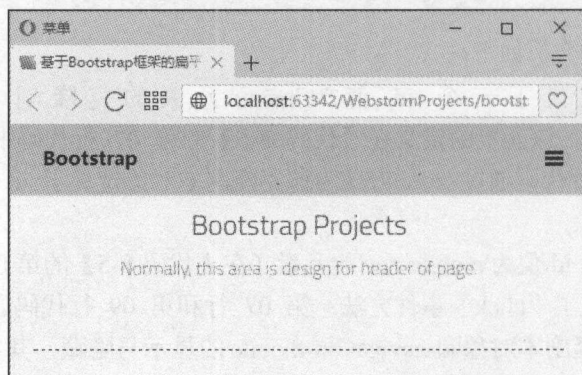 菜单
基于Bootstrap框架的扁平
localhost:63342/WebstormProjects/bootst
Bootstrap
Bootstrap Projects
Normally, this area is design for header of page.